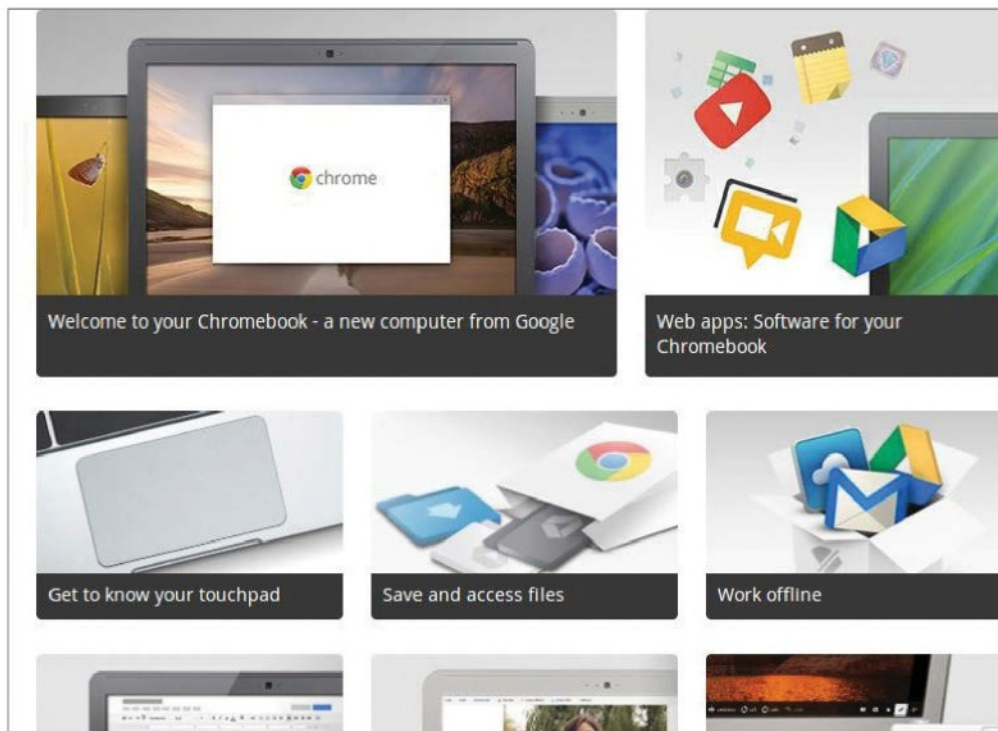 chrome
Welcome to your Chromebook - a new computer from Google
Web apps: Software for your
Chromebook
Get to know your touchpad
Save and access files
Work offline